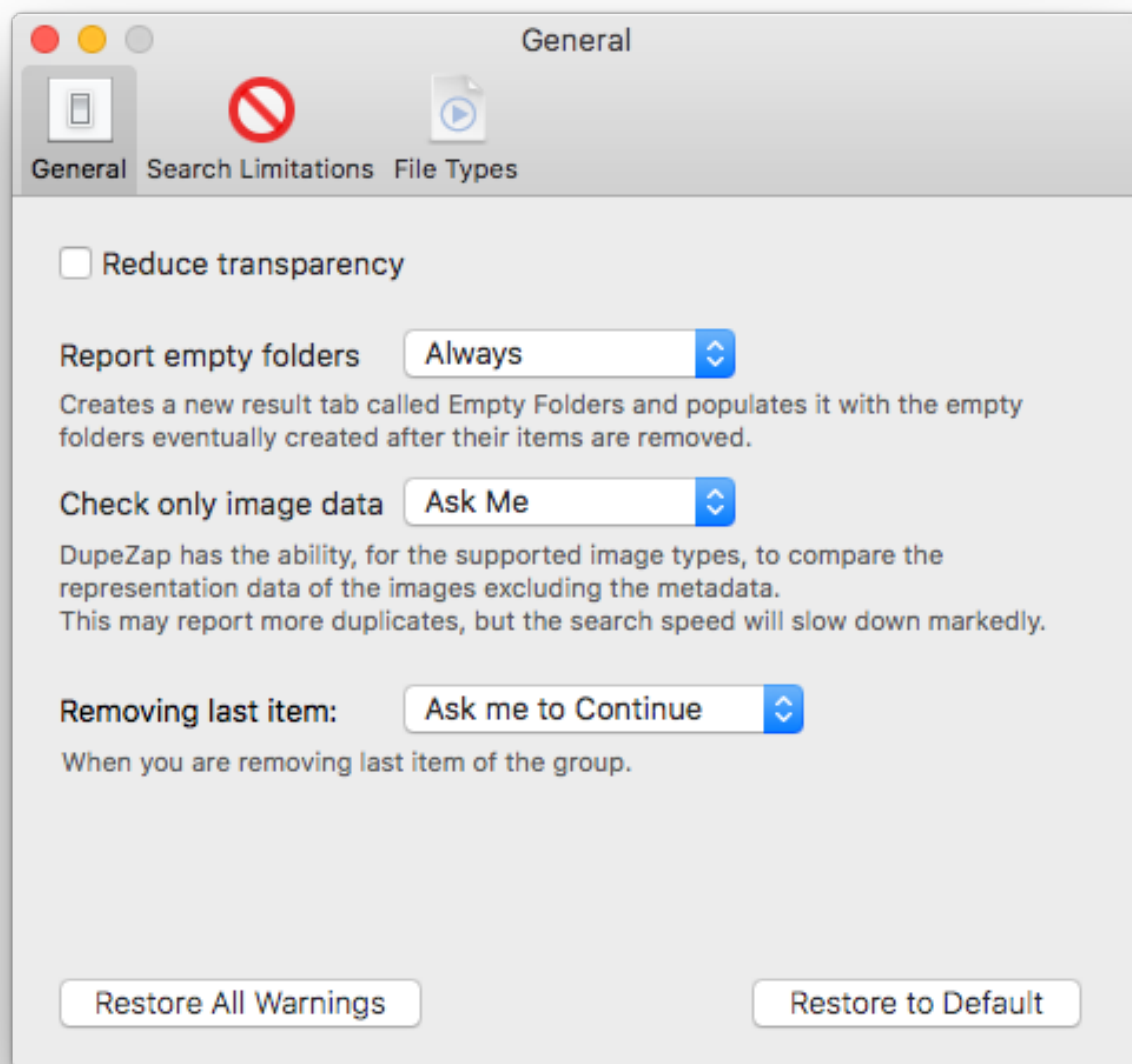 General
General Search Limitations File Types
Reduce transparency
Report empty folders Always
Creates a new result tab called Empty Folders and populates it with the empty
folders eventually created after their items are removed.
Check only image data Ask Me
DupeZap has the ability, for the supported image types, to compare the
representation data of the images excluding the metadata.
This may report more duplicates, but the search speed will slow down markedly.
Removing last item: Ask me to Continue
When you are removing last item of the group.
Restore All Warnings Restore to Default